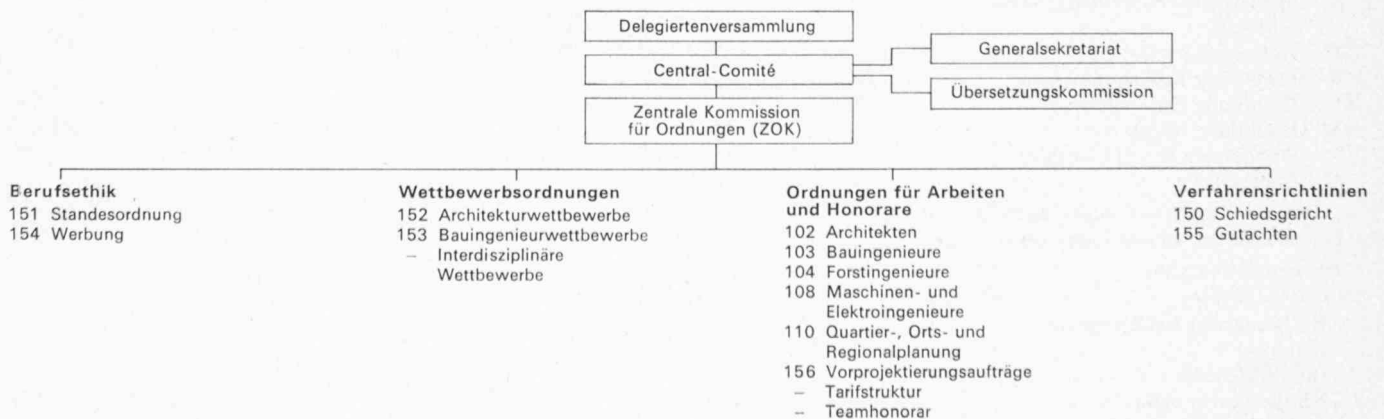 Delegiertenversammlung
Central-Comité
Generalsekretariat
Übersetzungskommission
Zentrale Kommission
für Ordnungen (ZOK)
Berufsethik
151 Standesordnung
154 Werbung
Wettbewerbsordnungen
152 Architekturwettbewerbe
153 Bauingenieurwettbewerbe
– Interdisziplinäre
Wettbewerbe
Ordnungen für Arbeiten
und Honorare
102 Architekten
103 Bauingenieure
104 Forstingenieure
108 Maschinen- und
Elektroingenieure
110 Quartier-, Orts- und
Regionalplanung
156 Vorprojektierungsaufträge
– Tarifstruktur
– Teamhonorar
Verfahrensrichtlinien
150 Schiedsgericht
155 Gutachten